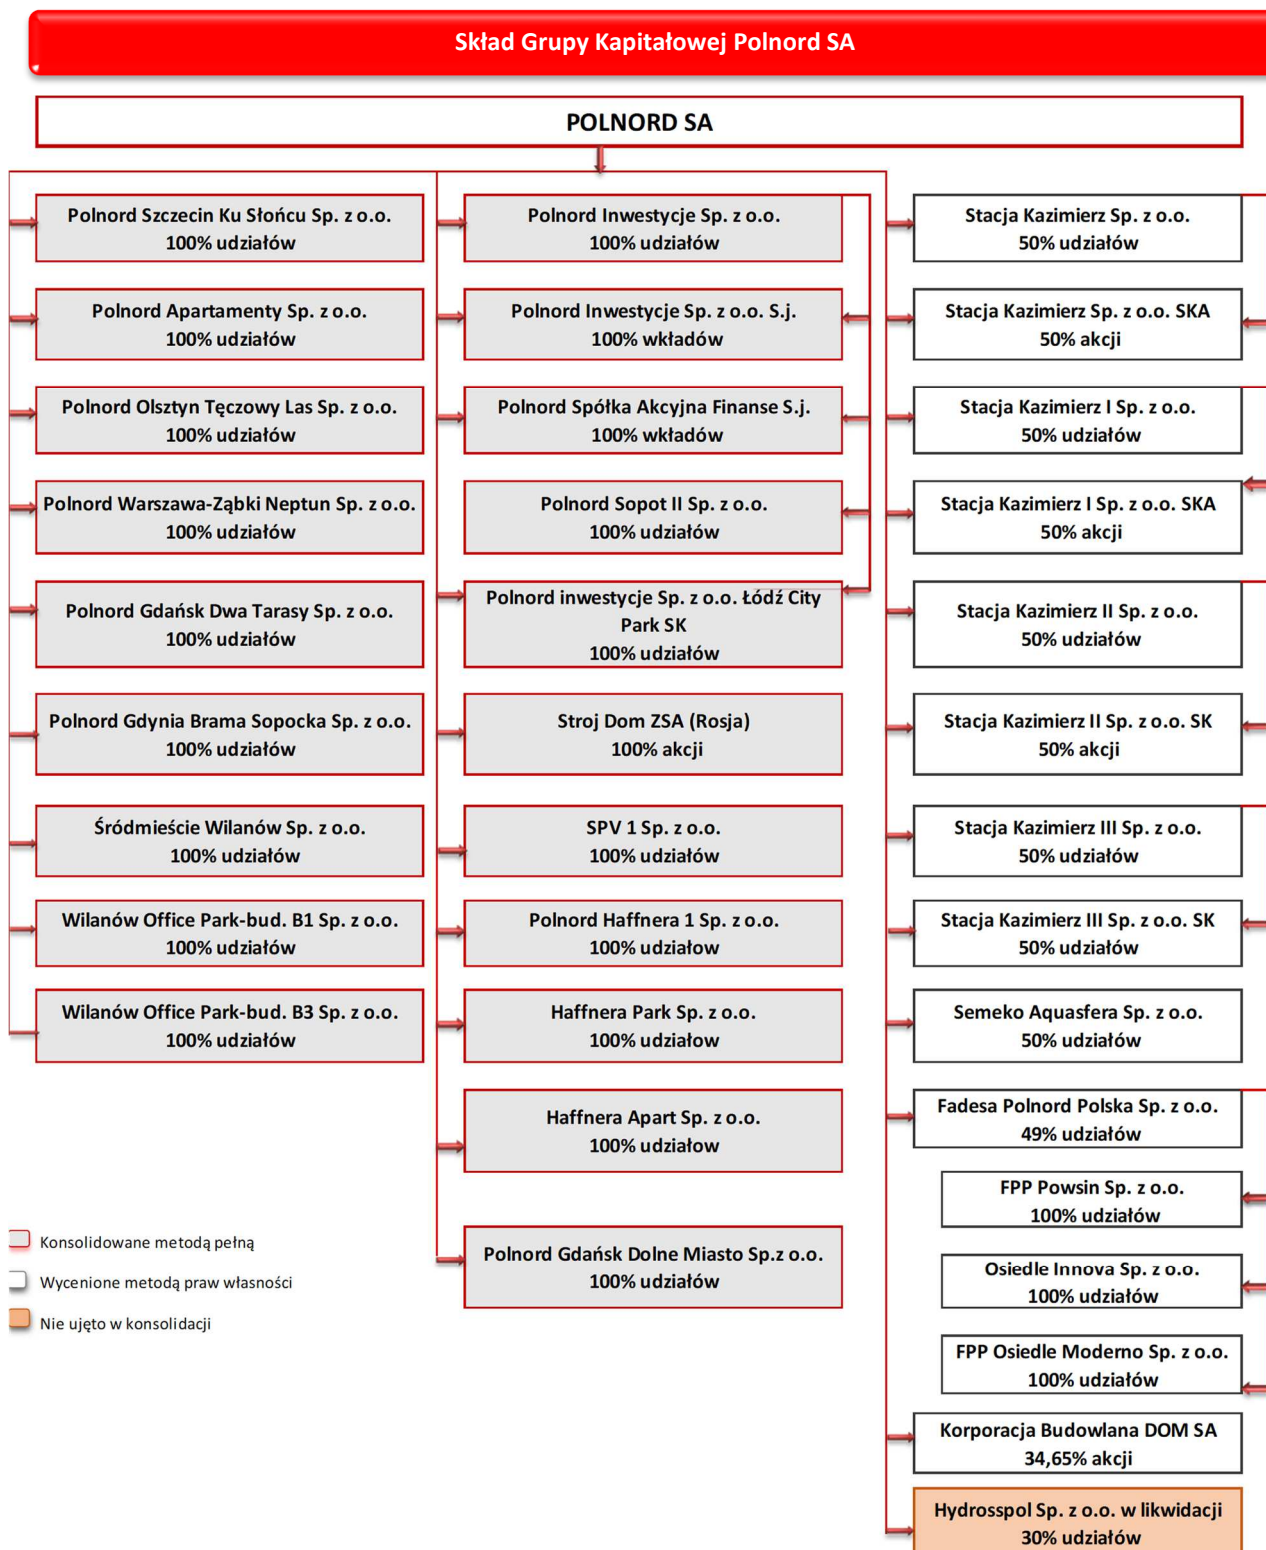 Skład Grupy Kapitałowej Polnord SA
POLNORD SA
Polnord Szczecin Ku Słońcu Sp. z o.o.
100% udziałów
Polnord Apartamenty Sp. z o.o.
100% udziałów
Polnord Olsztyn Tęczowy Las Sp. z o.o.
100% udziałów
Polnord Warszawa-Ząbki Neptun Sp. z o.o.
100% udziałów
Polnord Gdańsk Dwa Tarasy Sp. z o.o.
100% udziałów
Polnord Gdynia Brama Sopocka Sp. z o.o.
100% udziałów
Śródmieście Wilanów Sp. z o.o.
100% udziałów
Wilanów Office Park-bud. B1 Sp. z o.o.
100% udziałów
Wilanów Office Park-bud. B3 Sp. z o.o.
100% udziałów
Polnord Inwestycje Sp. z o.o.
100% udziałów
Polnord Inwestycje Sp. z o.o. S.j.
100% wkładów
Polnord Spółka Akcyjna Finanse S.j.
100% wkładów
Polnord Sopot II Sp. z o.o.
100% udziałów
Polnord inwestycje Sp. z o.o. Łódź City
Park SK
100% udziałów
Stroj Dom ZSA (Rosja)
100% akcji
SPV 1 Sp. z o.o.
100% udziałów
Polnord Haffnera 1 Sp. z o.o.
100% udziałow
Haffnera Park Sp. z o.o.
100% udziałow
Haffnera Apart Sp. z o.o.
100% udziałow
Polnord Gdańsk Dolne Miasto Sp.z o.o.
100% udziałów
Stacja Kazimierz Sp. z o.o.
50% udziałów
Stacja Kazimierz Sp. z o.o. SKA
50% akcji
Stacja Kazimierz I Sp. z o.o.
50% udziałów
Stacja Kazimierz I Sp. z o.o. SKA
50% akcji
Stacja Kazimierz II Sp. z o.o.
50% udziałów
Stacja Kazimierz II Sp. z o.o. SK
50% akcji
Stacja Kazimierz III Sp. z o.o.
50% udziałów
Stacja Kazimierz III Sp. z o.o. SK
50% udziałów
Semeko Aquasfera Sp. z o.o.
50% udziałów
Fadesa Polnord Polska Sp. z o.o.
49% udziałów
FPP Powsin Sp. z o.o.
100% udziałów
Osiedle Innova Sp. z o.o.
100% udziałów
FPP Osiedle Moderno Sp. z o.o.
100% udziałów
Korporacja Budowlana DOM SA
34,65% akcji
Hydrosspol Sp. z o.o. w likwidacji
30% udziałów
Konsolidowane metodą pełną
Wycenione metodą praw własności
Nie ujęto w konsolidacji